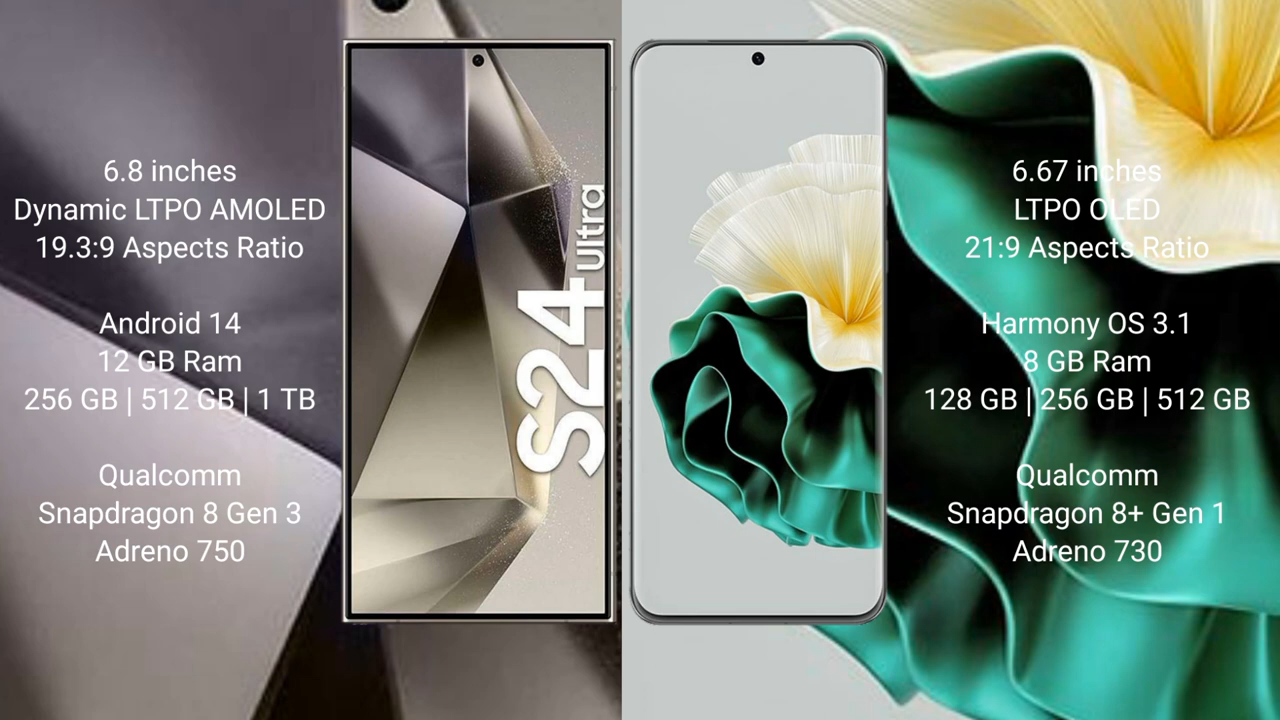 6.8 inches
Dynamic LTPO AMOLED
19.3:9 Aspects Ratio
Android 14
12 GB Ram
256 GB | 512 GB | 1 TB
Qualcomm
Snapdragon 8 Gen 3
Adreno 750
S24 Ultra
6.67 inches
LTPO OLED
21:9 Aspects Ratio
Harmony OS 3.1
8 GB Ram
128 GB | 256 GB | 512 GB
Qualcomm
Snapdragon 8+ Gen 1
Adreno 730